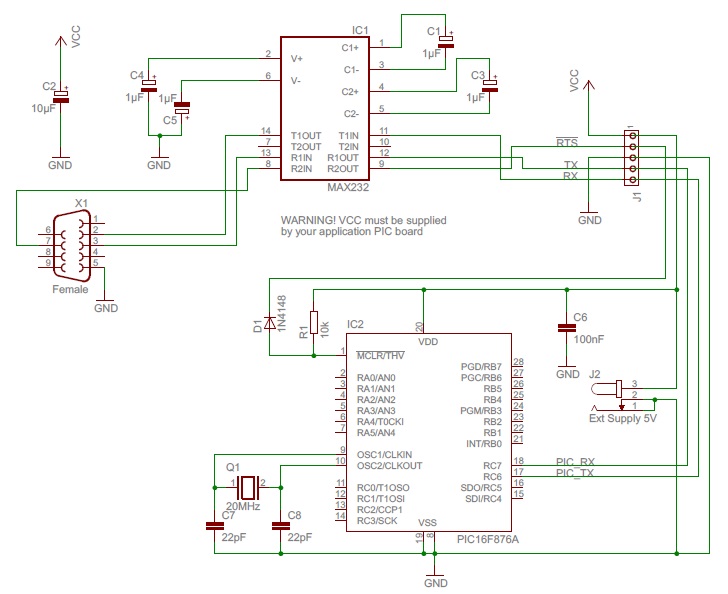 VCC
C2
10µF
GND
C4
1µF
1µF
C5
GND
IC1
2 V+ C1+ 1
6 V- C1- 3
C2+ 4
C2- 5
14 T1OUT T1IN 11
7 T2OUT T2IN 10
13 R1IN R1OUT 12
8 R2IN R2OUT 9
MAX232
C1
1µF
C3
1µF
VCC
1
RTS
TX
RX
J1
GND
WARNING! VCC must be supplied
by your application PIC board
X1
1
6 2
7 3
8 4
9 5
Female
GND
D1
1N4148
R1
10k
C6
100nF
GND
IC2
20
VDD
1 MCLR/THV
PGD/RB7 28
2 RA0/AN0 PGC/RB6 27
3 RA1/AN1 RB5 26
4 RA2/AN2 RB4 25
5 RA3/AN3 PGM/RB3 24
6 RA4/T0CKI RB2 23
7 RA5/AN4 RB1 22
INT/RB0 21
9 OSC1/CLKIN
10 OSC2/CLKOUT RC7 18 PIC_RX
RC6 17 PIC_TX
11 RC0/T1OSO SDO/RC5 16
12 RC1/T1OSI SDI/RC4 15
13 RC2/CCP1
14 RC3/SCK
VSS
19 8
PIC16F876A
GND
J2
3
2
1
Ext Supply 5V
Q1
1 2
20MHz
C7
22pF
C8
22pF